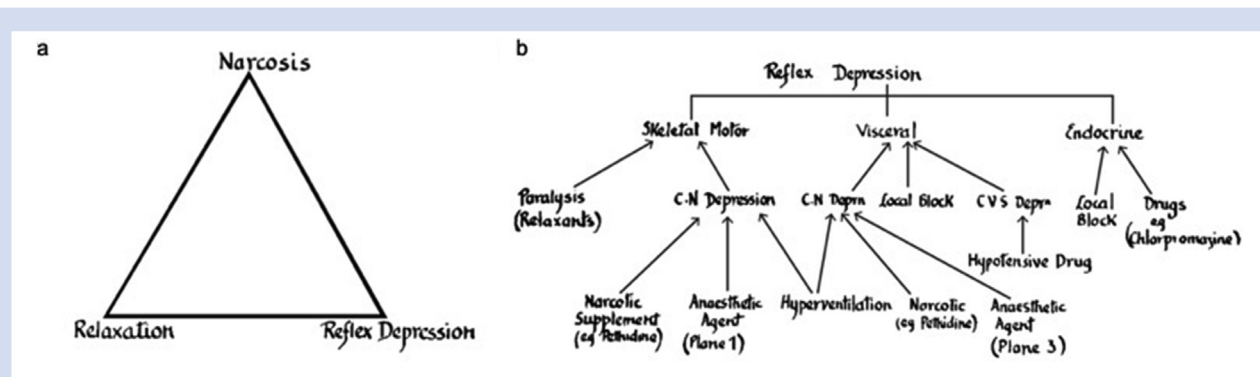 a
Narcosis
Relaxation
Reflex Depression
b
Reflex Depression
Skeletal Motor
Visceral
Endocrine
Paralysis
(Relaxants)
C.N Depression
C.N Deprn
Local Block
CVS Deprn
Local
Block
Drugs
eg
(Chlorpromazine)
Hypotensive Drug
Narcotic
Supplement
(eg Pethidine)
Anaesthetic
Agent
(Plane 1)
Hyperventilation
Narcotic
(eg Pethidine)
Anaesthetic
Agent
(Plane 3)